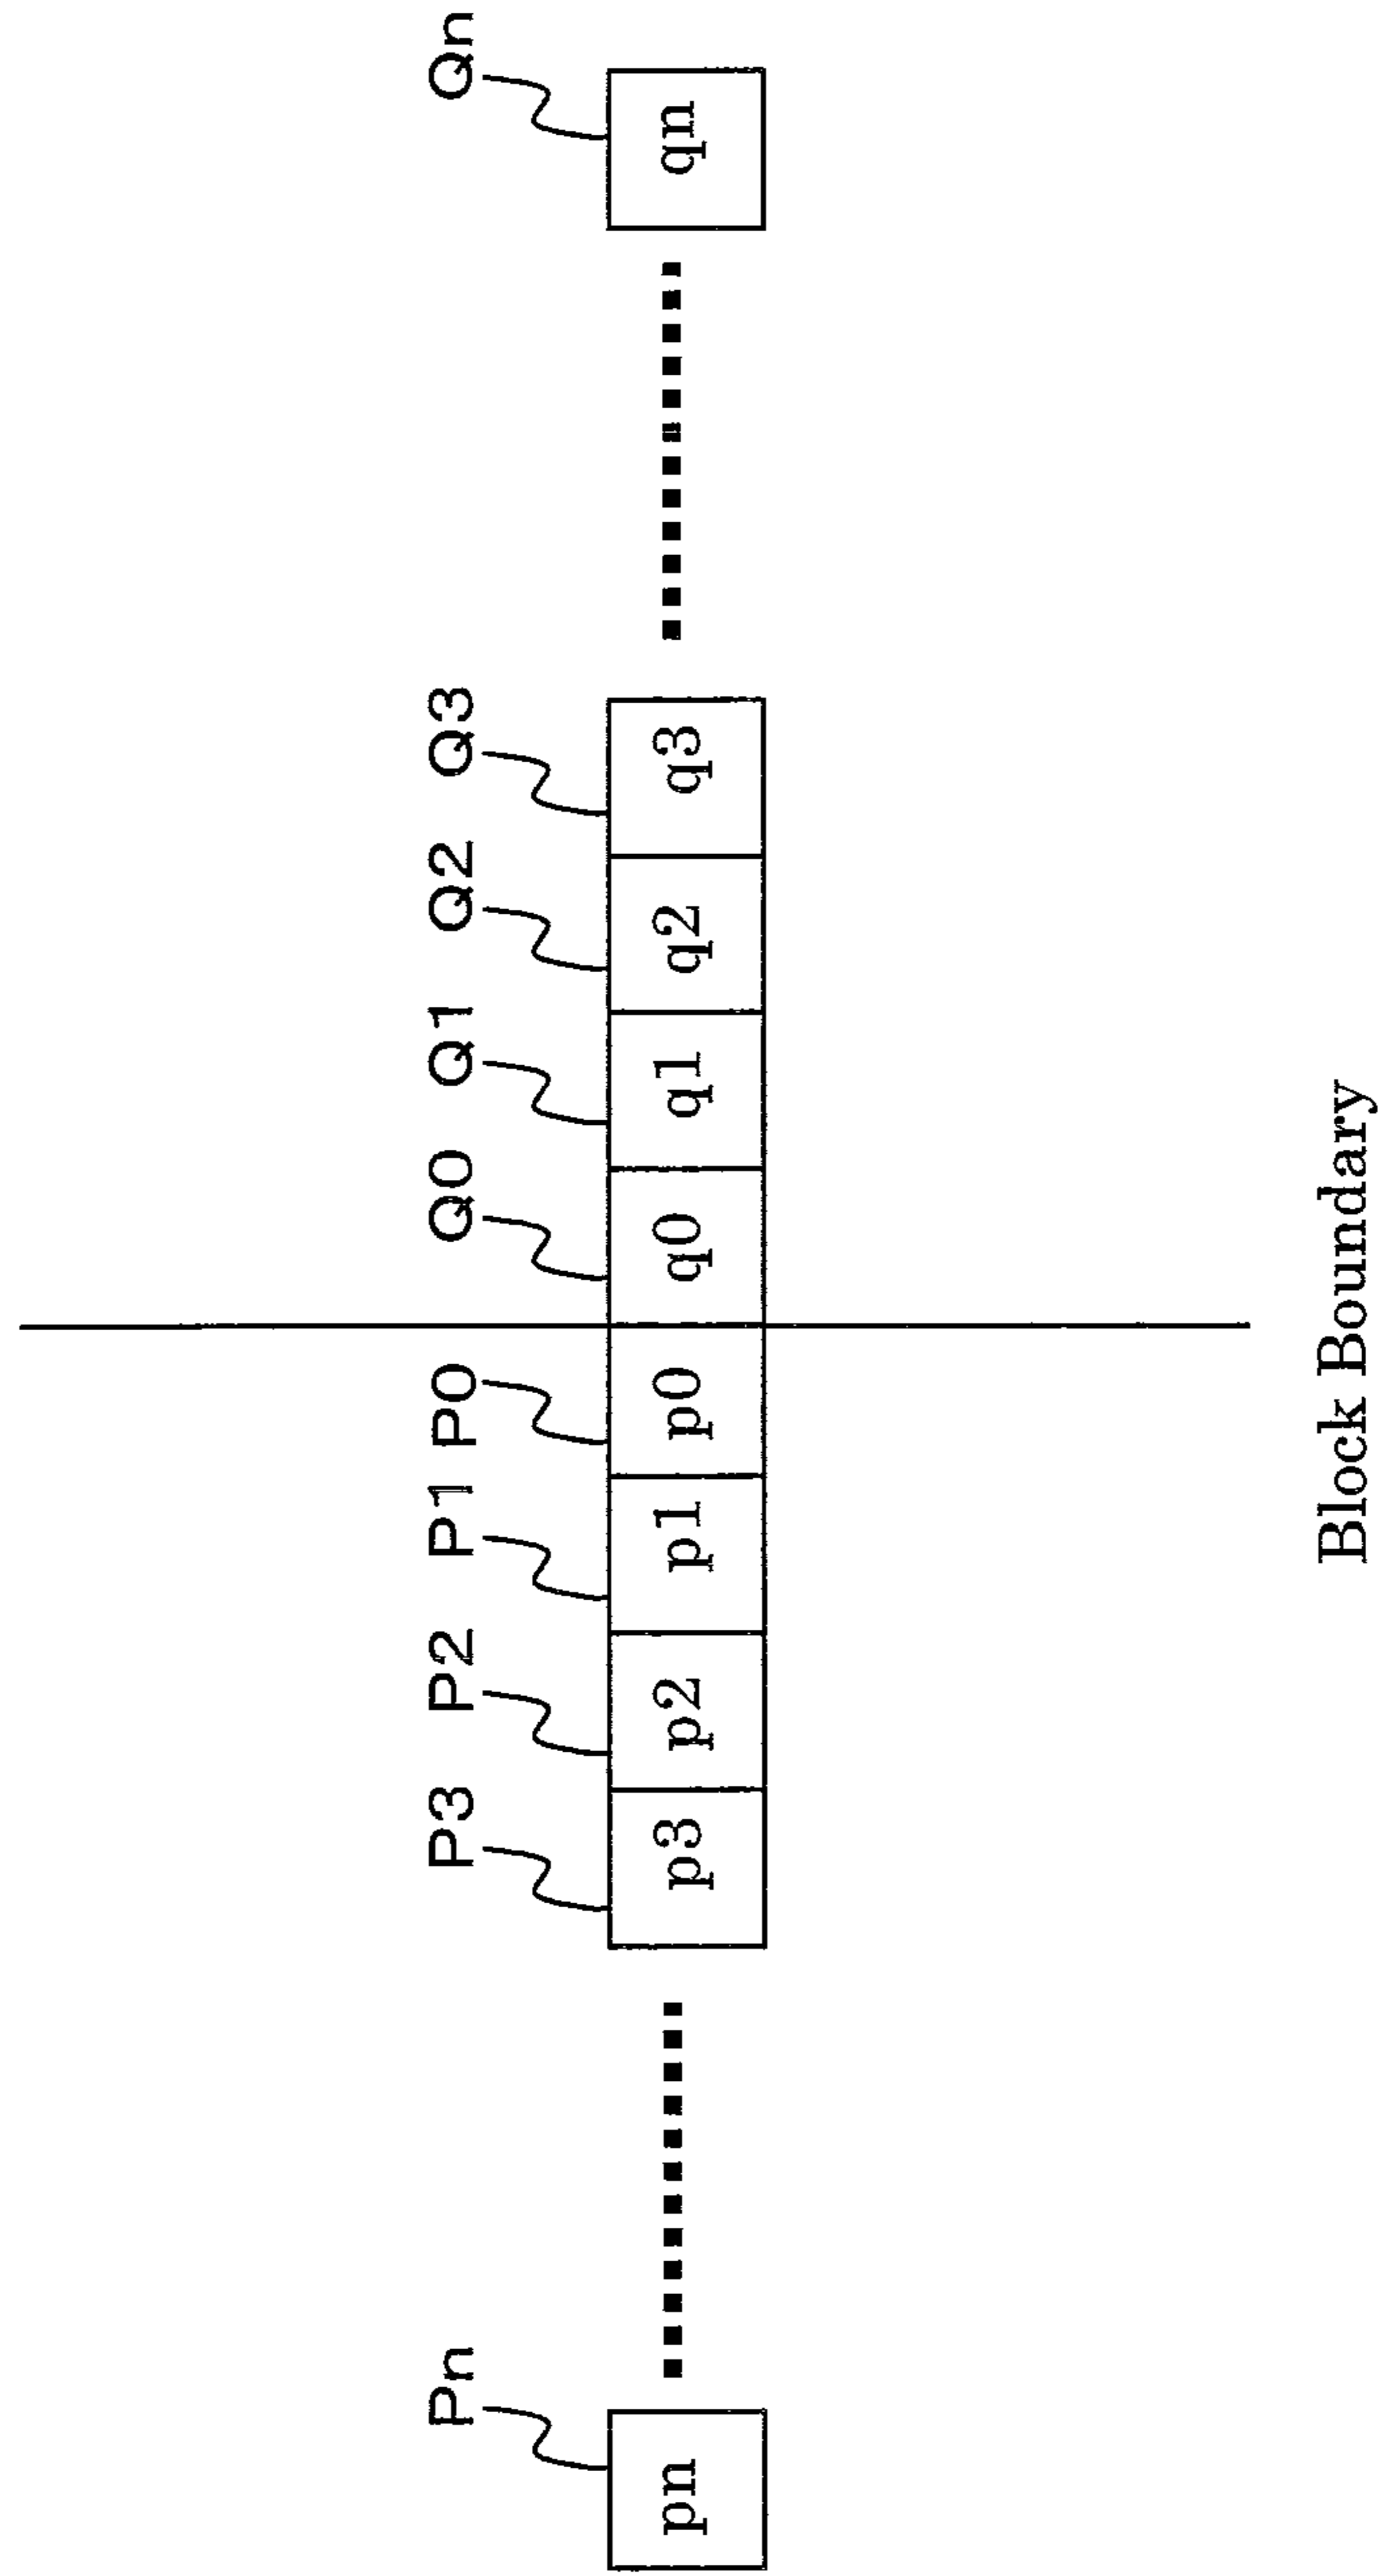 Pn P3 P2 P1 P0 Q0 Q1 Q2 Q3 Qn
pn p3 p2 p1 p0 q0 q1 q2 q3 qn
Block Boundary